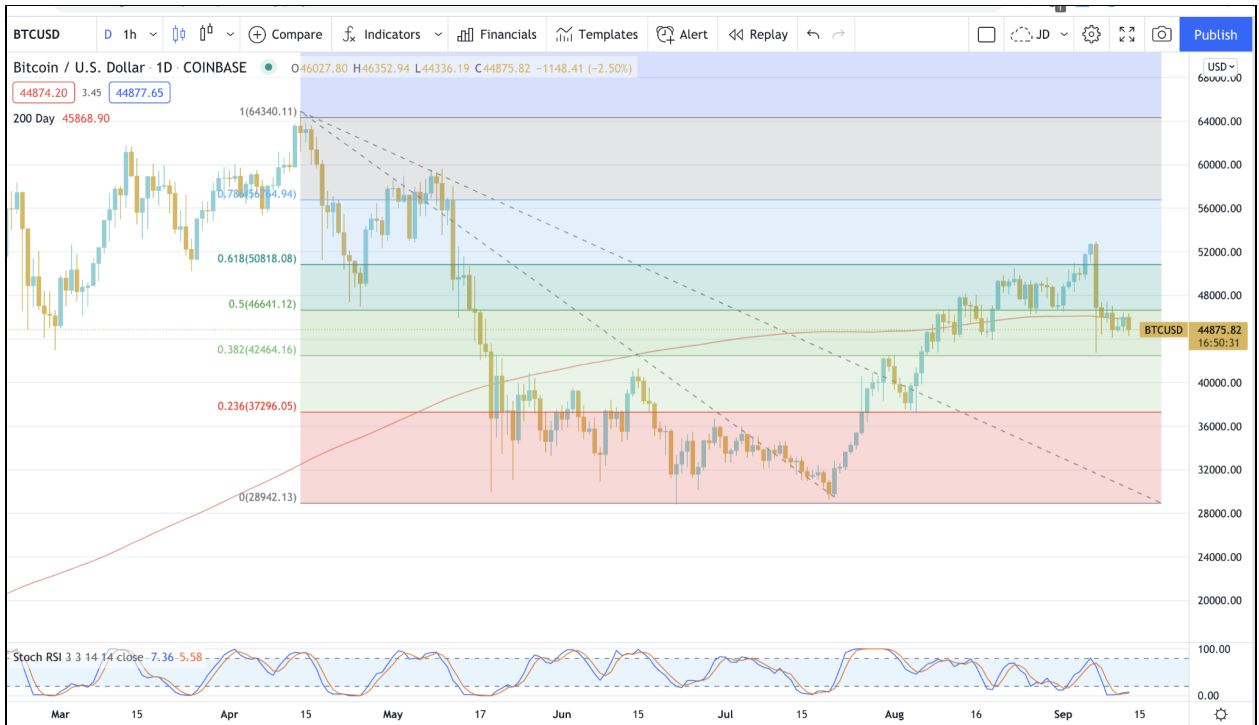 BTCUSD D 1h Compare Indicators Financials Templates Alert Replay JD Publish
Bitcoin / U.S. Dollar · 1D · COINBASE O46027.80 H46352.94 L44336.19 C44875.82 −1148.41 (−2.50%)
USD
68000.00
44874.20 3.45 44877.65
200 Day 45868.90
1(64340.11)
64000.00
60000.00
0.786(56764.94)
56000.00
0.618(50818.08)
52000.00
0.5(46641.12)
48000.00
BTCUSD 44875.82
16:50:31
0.382(42464.16)
40000.00
0.236(37296.05)
36000.00
32000.00
0(28942.13)
28000.00
24000.00
20000.00
Stoch RSI 3 3 14 14 close 7.36 5.58
100.00
0.00
Mar 15 Apr 15 May 17 Jun 15 Jul 15 Aug 16 Sep 15